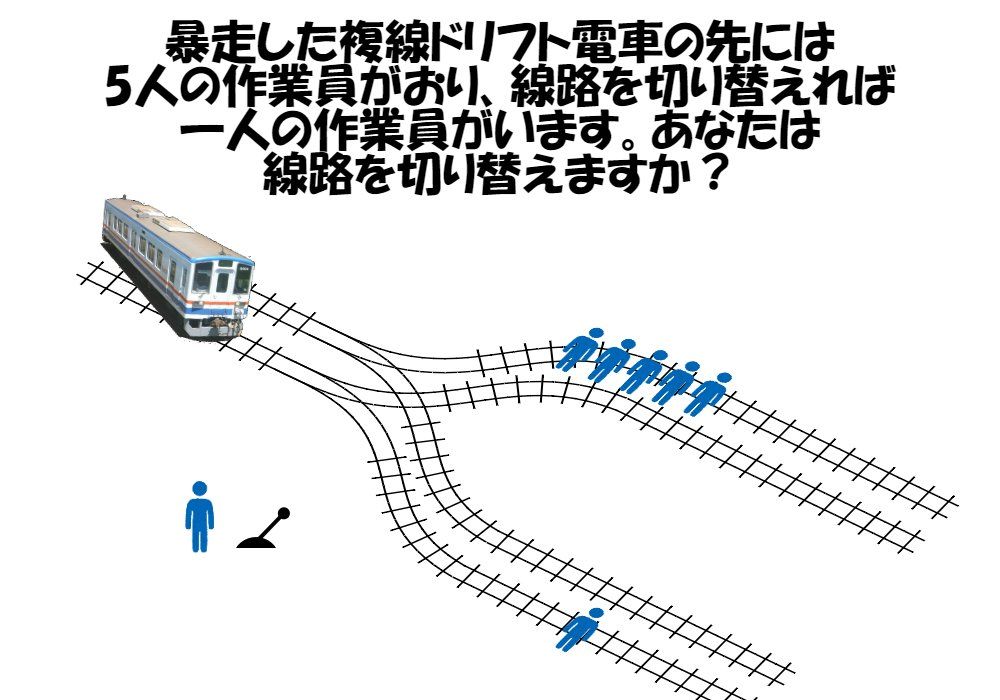 暴走した複線ドリフト電車の先には
5人の作業員がおり、線路を切り替えれば
一人の作業員がいます。あなたは
線路を切り替えますか？